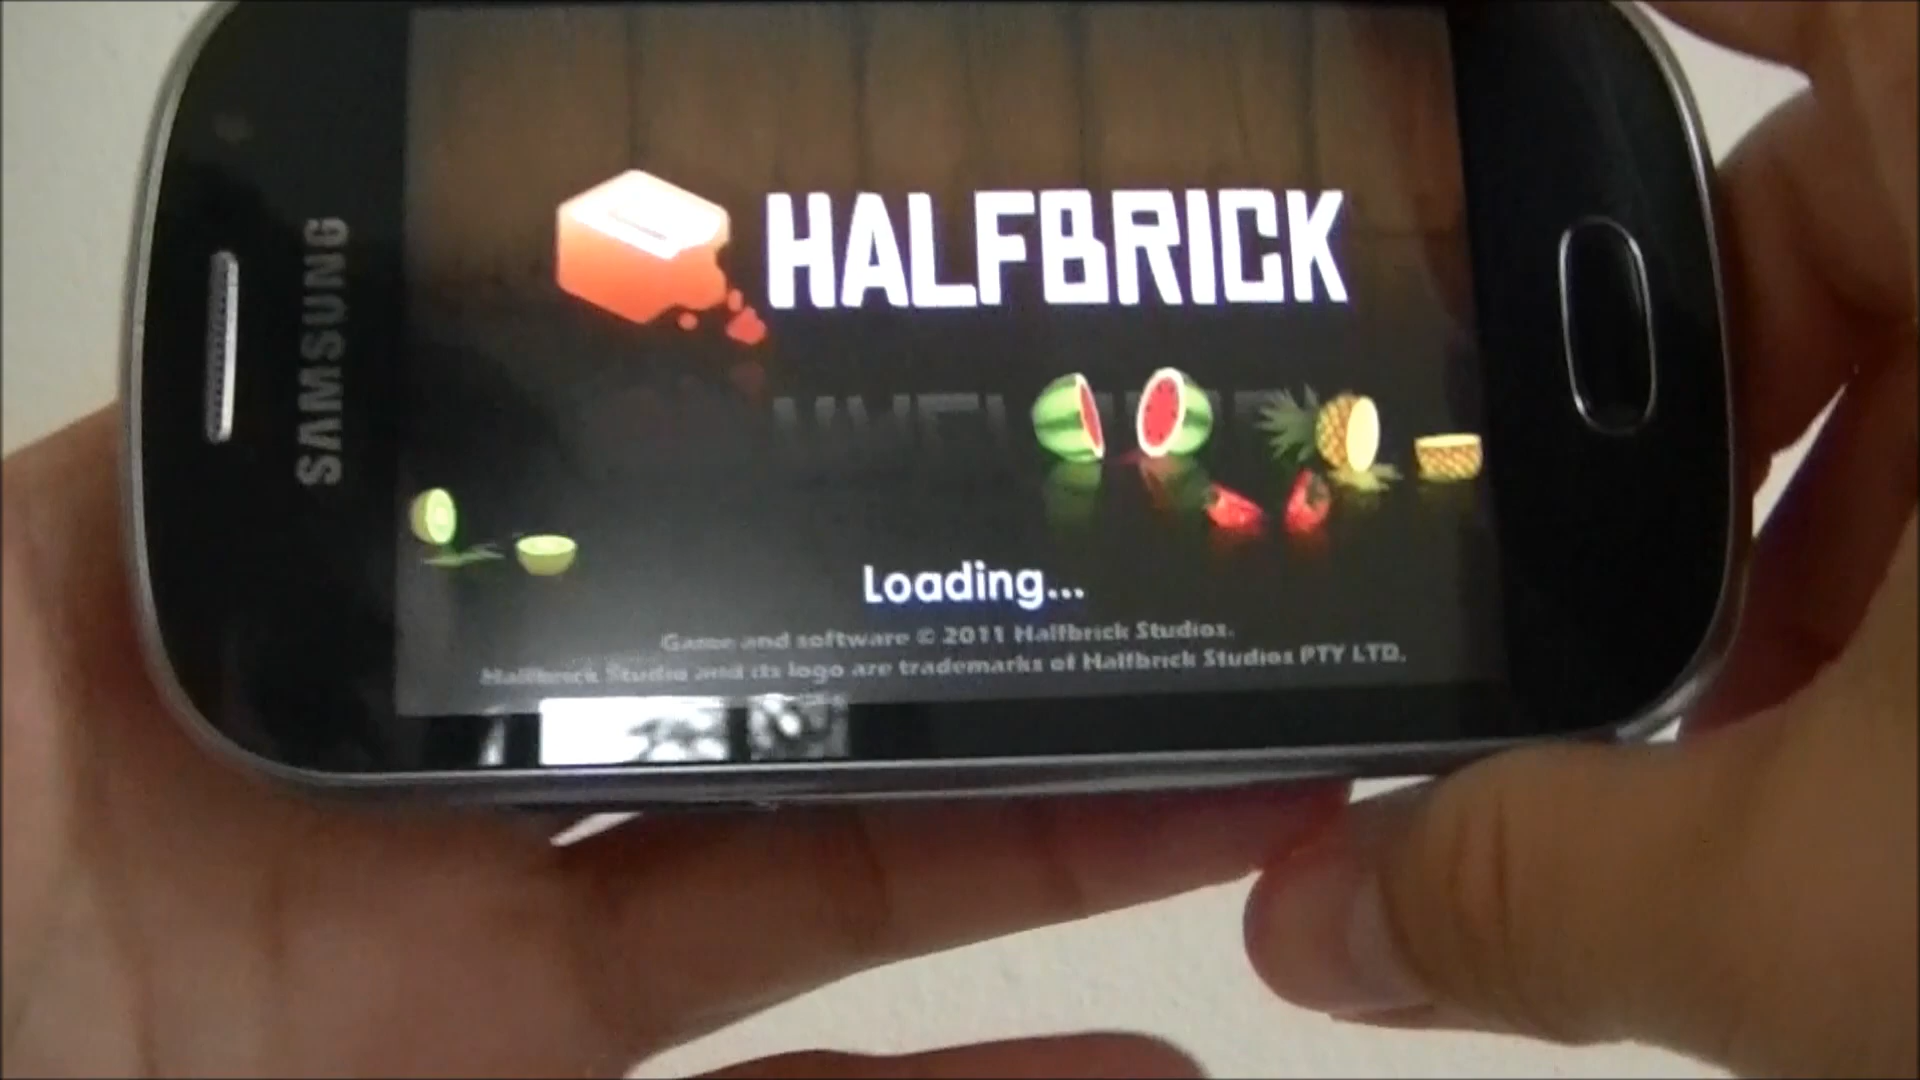 SAMSUNG
HALFBRICK
Loading...
Game and software © 2011 Halfbrick Studios.
Halfbrick Studio and its logo are trademarks of Halfbrick Studios PTY LTD.